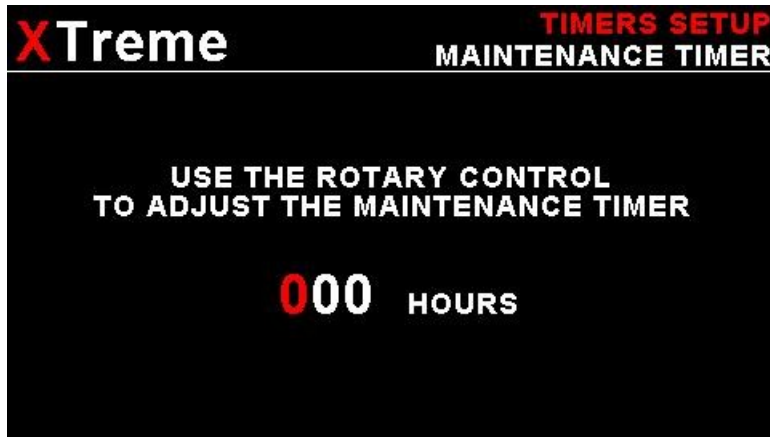 XTreme
TIMERS SETUP
MAINTENANCE TIMER
USE THE ROTARY CONTROL
TO ADJUST THE MAINTENANCE TIMER
000 HOURS